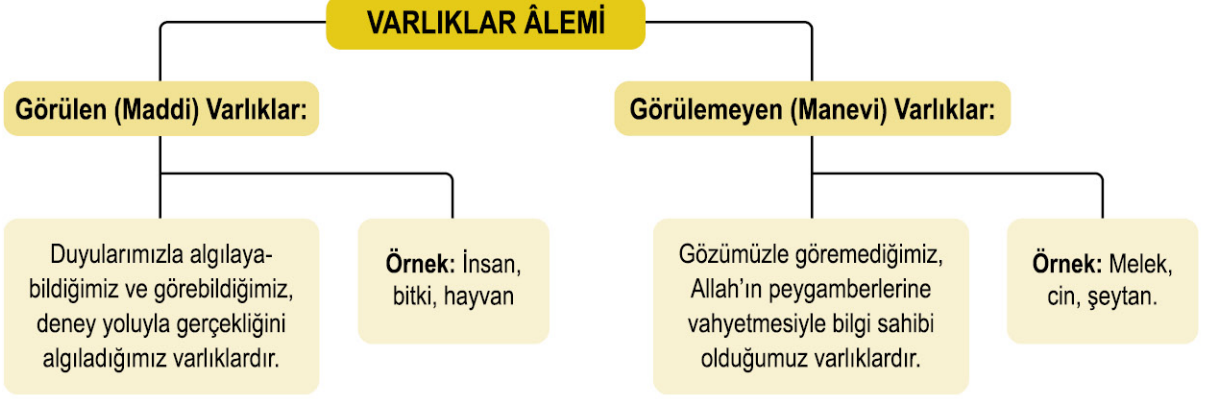 VARLIKLAR ÂLEMİ
Görülen (Maddi) Varlıklar:
Duyularımızla algılaya-
bildiğimiz ve görebildiğimiz,
deney yoluyla gerçekliğini
algıladığımız varlıklardır.
Örnek: İnsan,
bitki, hayvan
Görülemeyen (Manevi) Varlıklar:
Gözümüzle göremediğimiz,
Allah’ın peygamberlerine
vahyetmesiyle bilgi sahibi
olduğumuz varlıklardır.
Örnek: Melek,
cin, şeytan.